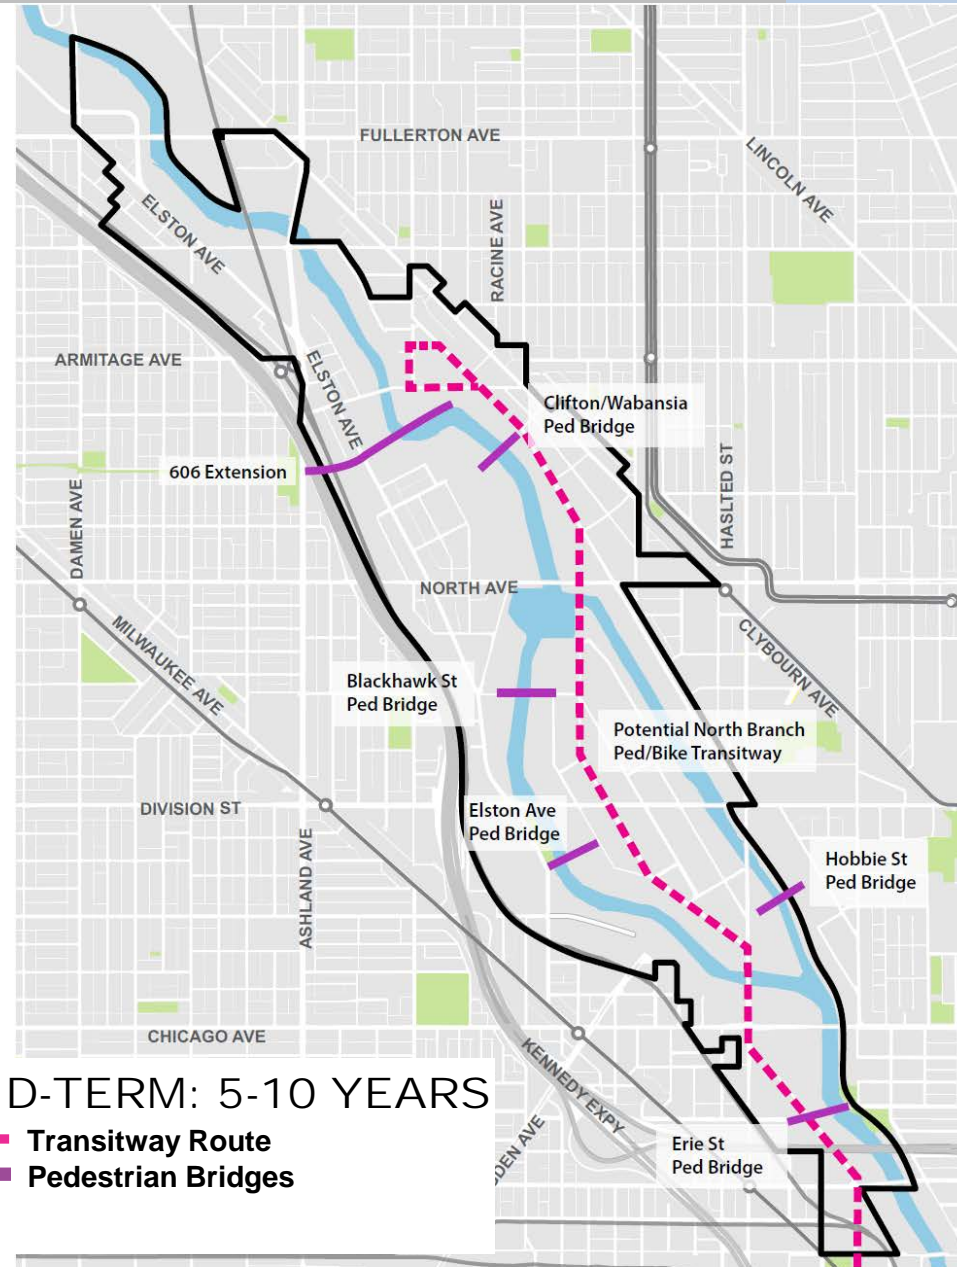 FULLERTON AVE
LINCOLN AVE
ELSTON AVE
RACINE AVE
ARMITAGE AVE
ELSTON AVE
Clifton/Wabansia
Ped Bridge
606 Extension
DAMEN AVE
HASLTED ST
NORTH AVE
MILWAUKEE AVE
CLYBOURN AVE
Blackhawk St
Ped Bridge
Potential North Branch
Ped/Bike Transitway
DIVISION ST
Elston Ave
Ped Bridge
ASHLAND AVE
Hobbie St
Ped Bridge
CHICAGO AVE
KENNEDY EXPY
D-TERM: 5-10 YEARS
Transitway Route
Pedestrian Bridges
DEN AVE
Erie St
Ped Bridge